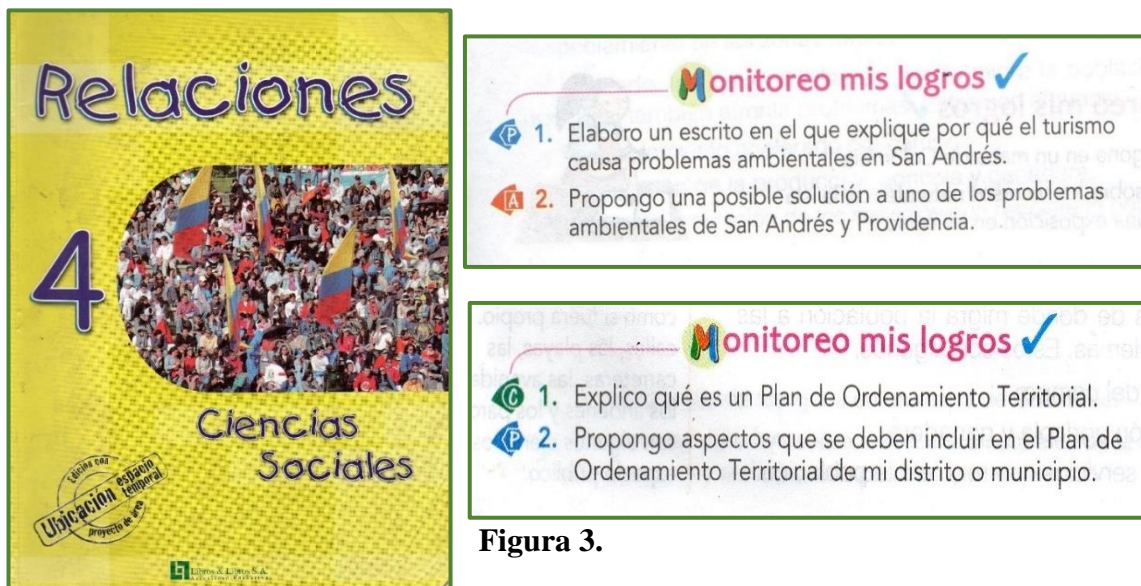 Relaciones
4
Ciencias
Sociales
Edición con
Ubicación espacio
temporal
proyecto de área
Libros & Libros S.A.
Monitoreo mis logros ✓
P 1. Elaboro un escrito en el que explique por qué el turismo
causa problemas ambientales en San Andrés.
A 2. Propongo una posible solución a uno de los problemas
ambientales de San Andrés y Providencia.
Monitoreo mis logros ✓
C 1. Explico qué es un Plan de Ordenamiento Territorial.
P 2. Propongo aspectos que se deben incluir en el Plan de
Ordenamiento Territorial de mi distrito o municipio.
Figura 3.